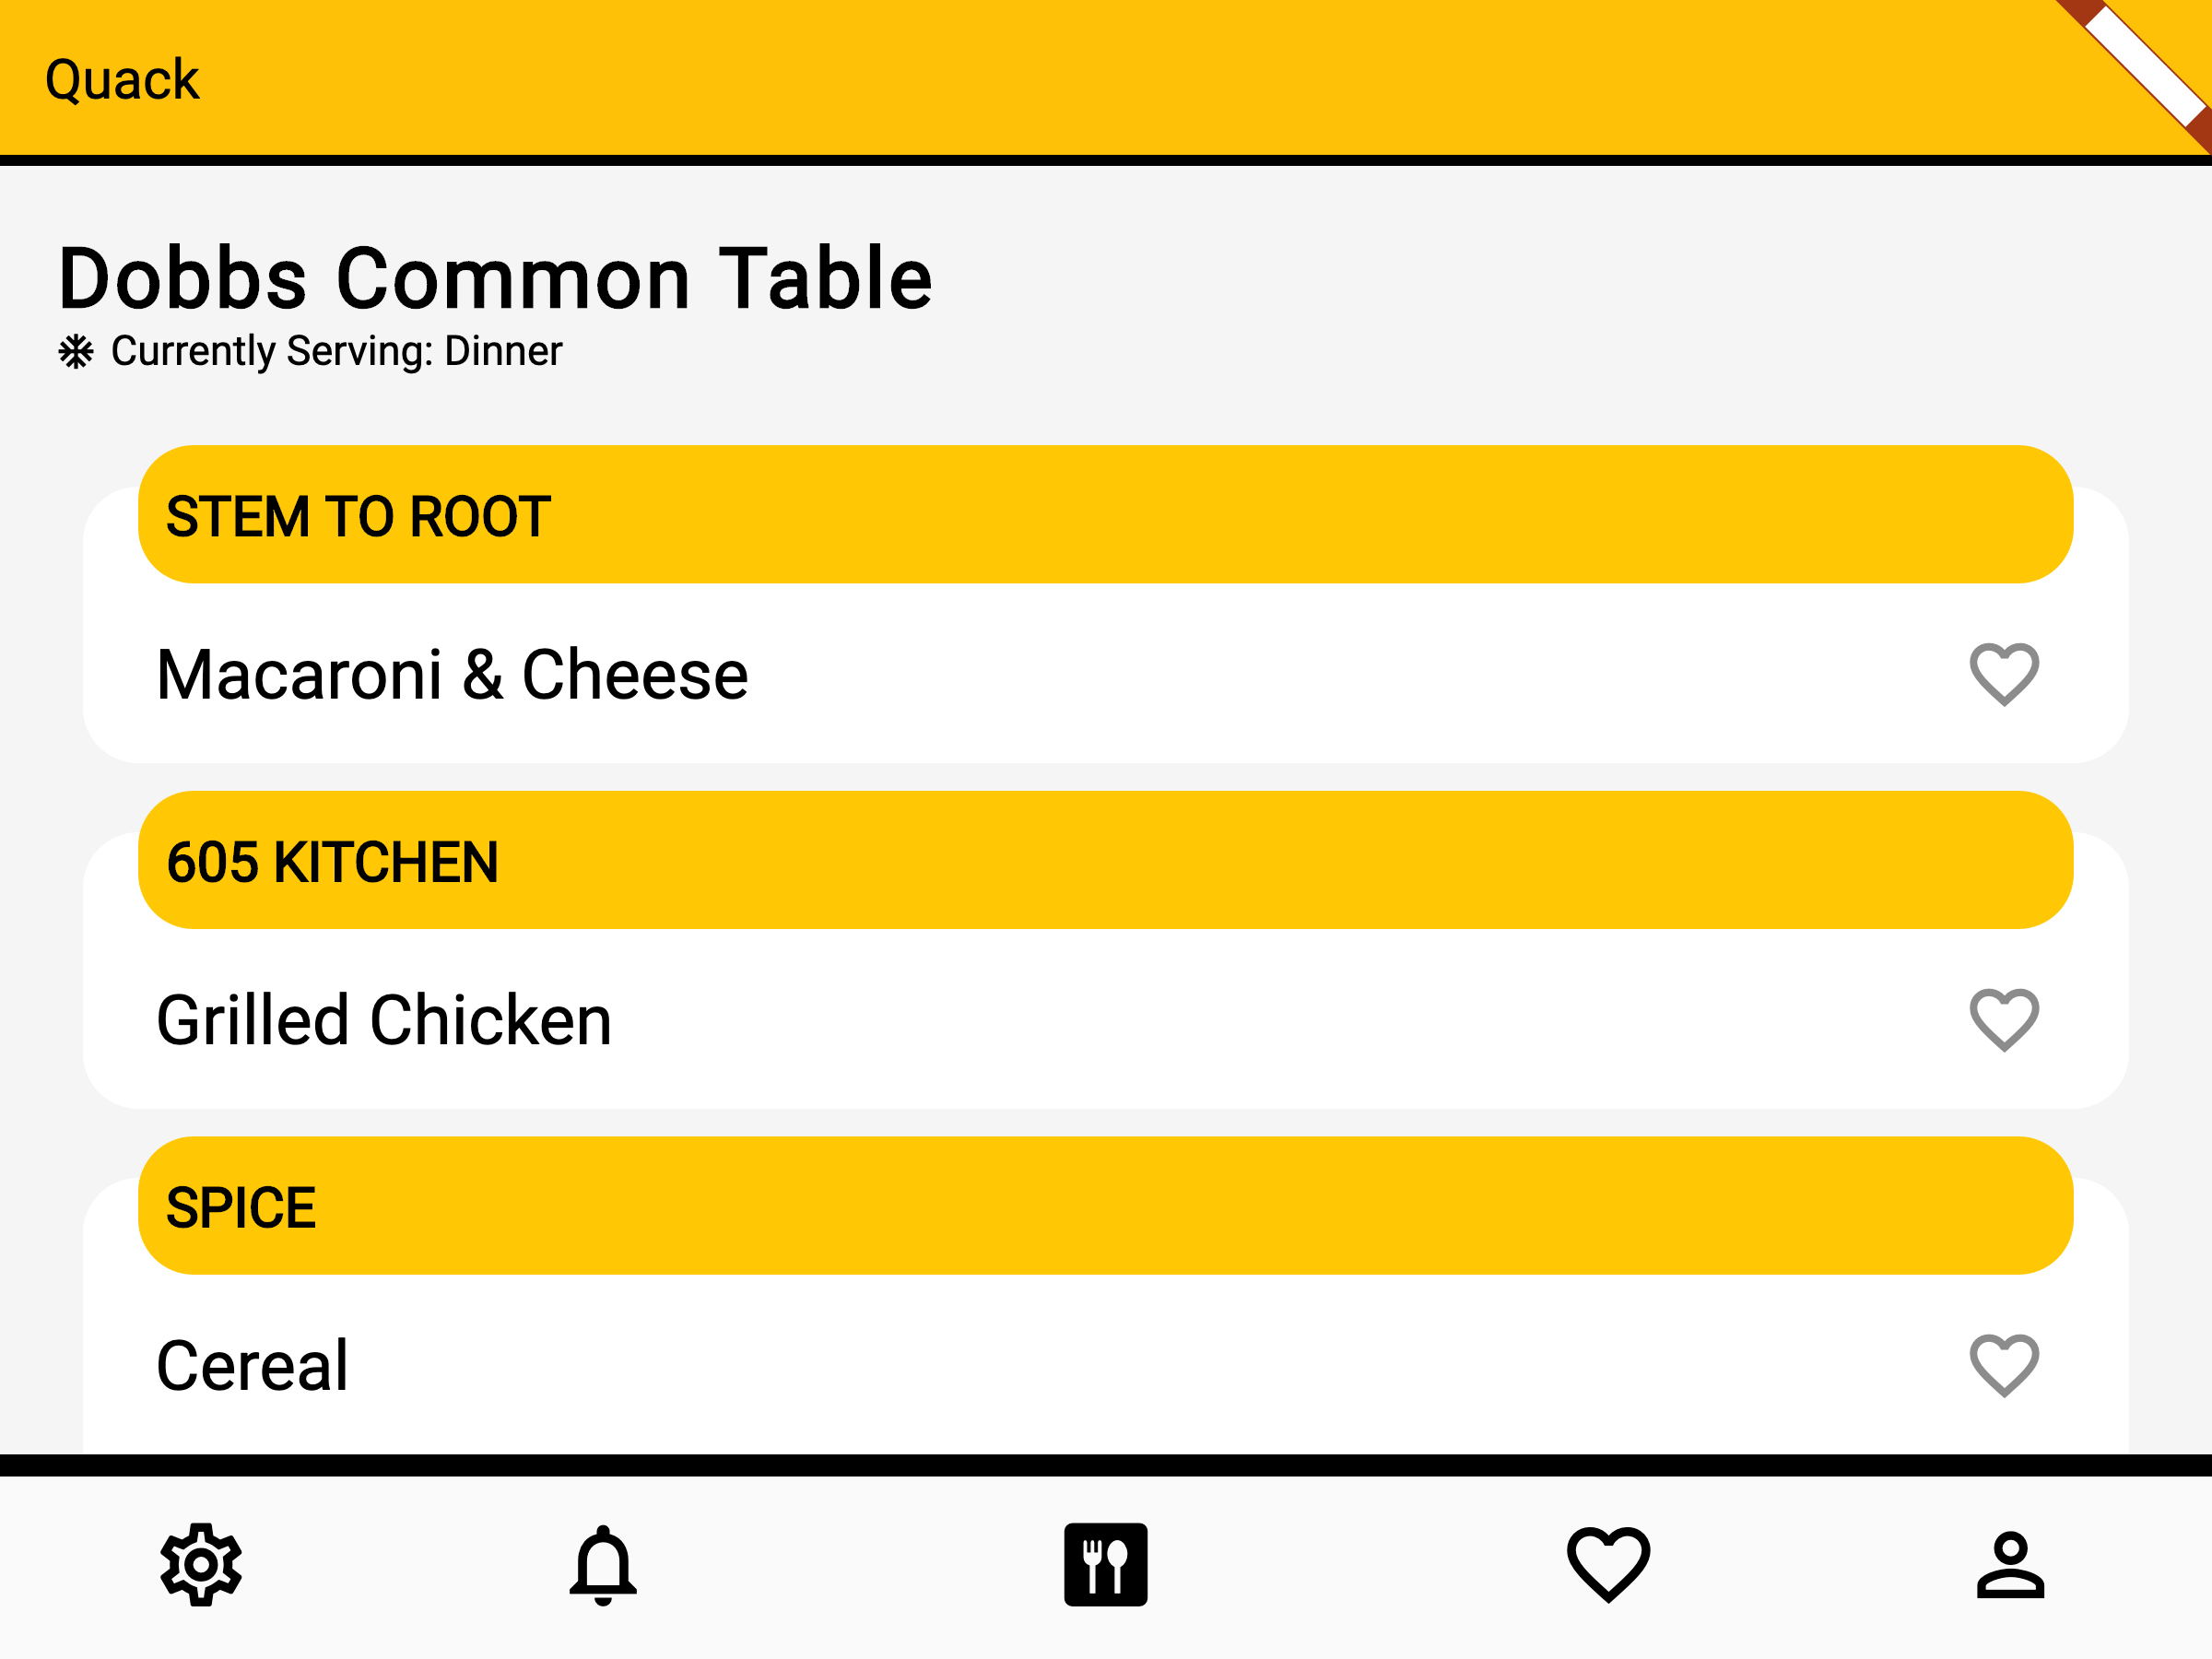 Quack
Dobbs Common Table
Currently Serving: Dinner
STEM TO ROOT
Macaroni & Cheese
605 KITCHEN
Grilled Chicken
SPICE
Cereal